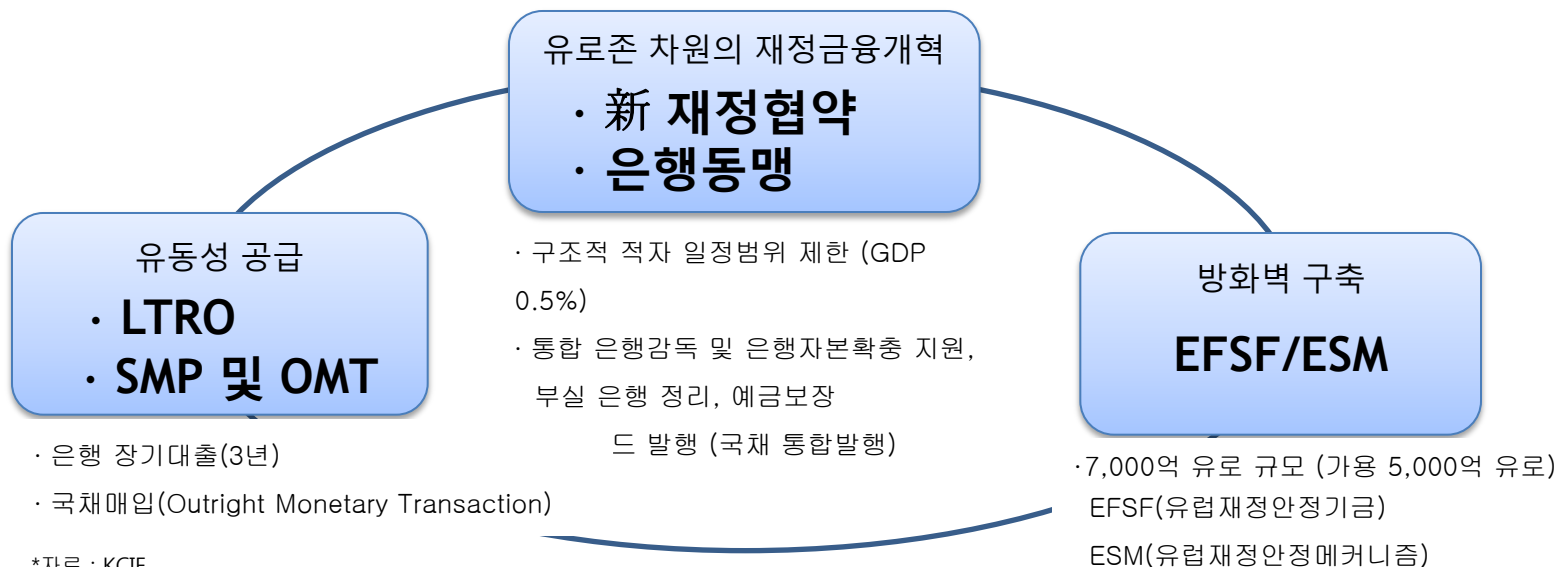 유로존 차원의 재정금융개혁
· 新 재정협약
· 은행동맹
유동성 공급
· LTRO
· SMP 및 OMT
방화벽 구축
EFSF/ESM
· 구조적 적자 일정범위 제한 (GDP
0.5%)
· 통합 은행감독 및 은행자본확충 지원,
부실 은행 정리, 예금보장
드 발행 (국채 통합발행)
· 은행 장기대출(3년)
· 국채매입(Outright Monetary Transaction)
·7,000억 유로 규모 (가용 5,000억 유로)
EFSF(유럽재정안정기금)
ESM(유럽재정안정메커니즘)
*자료 : KCIF